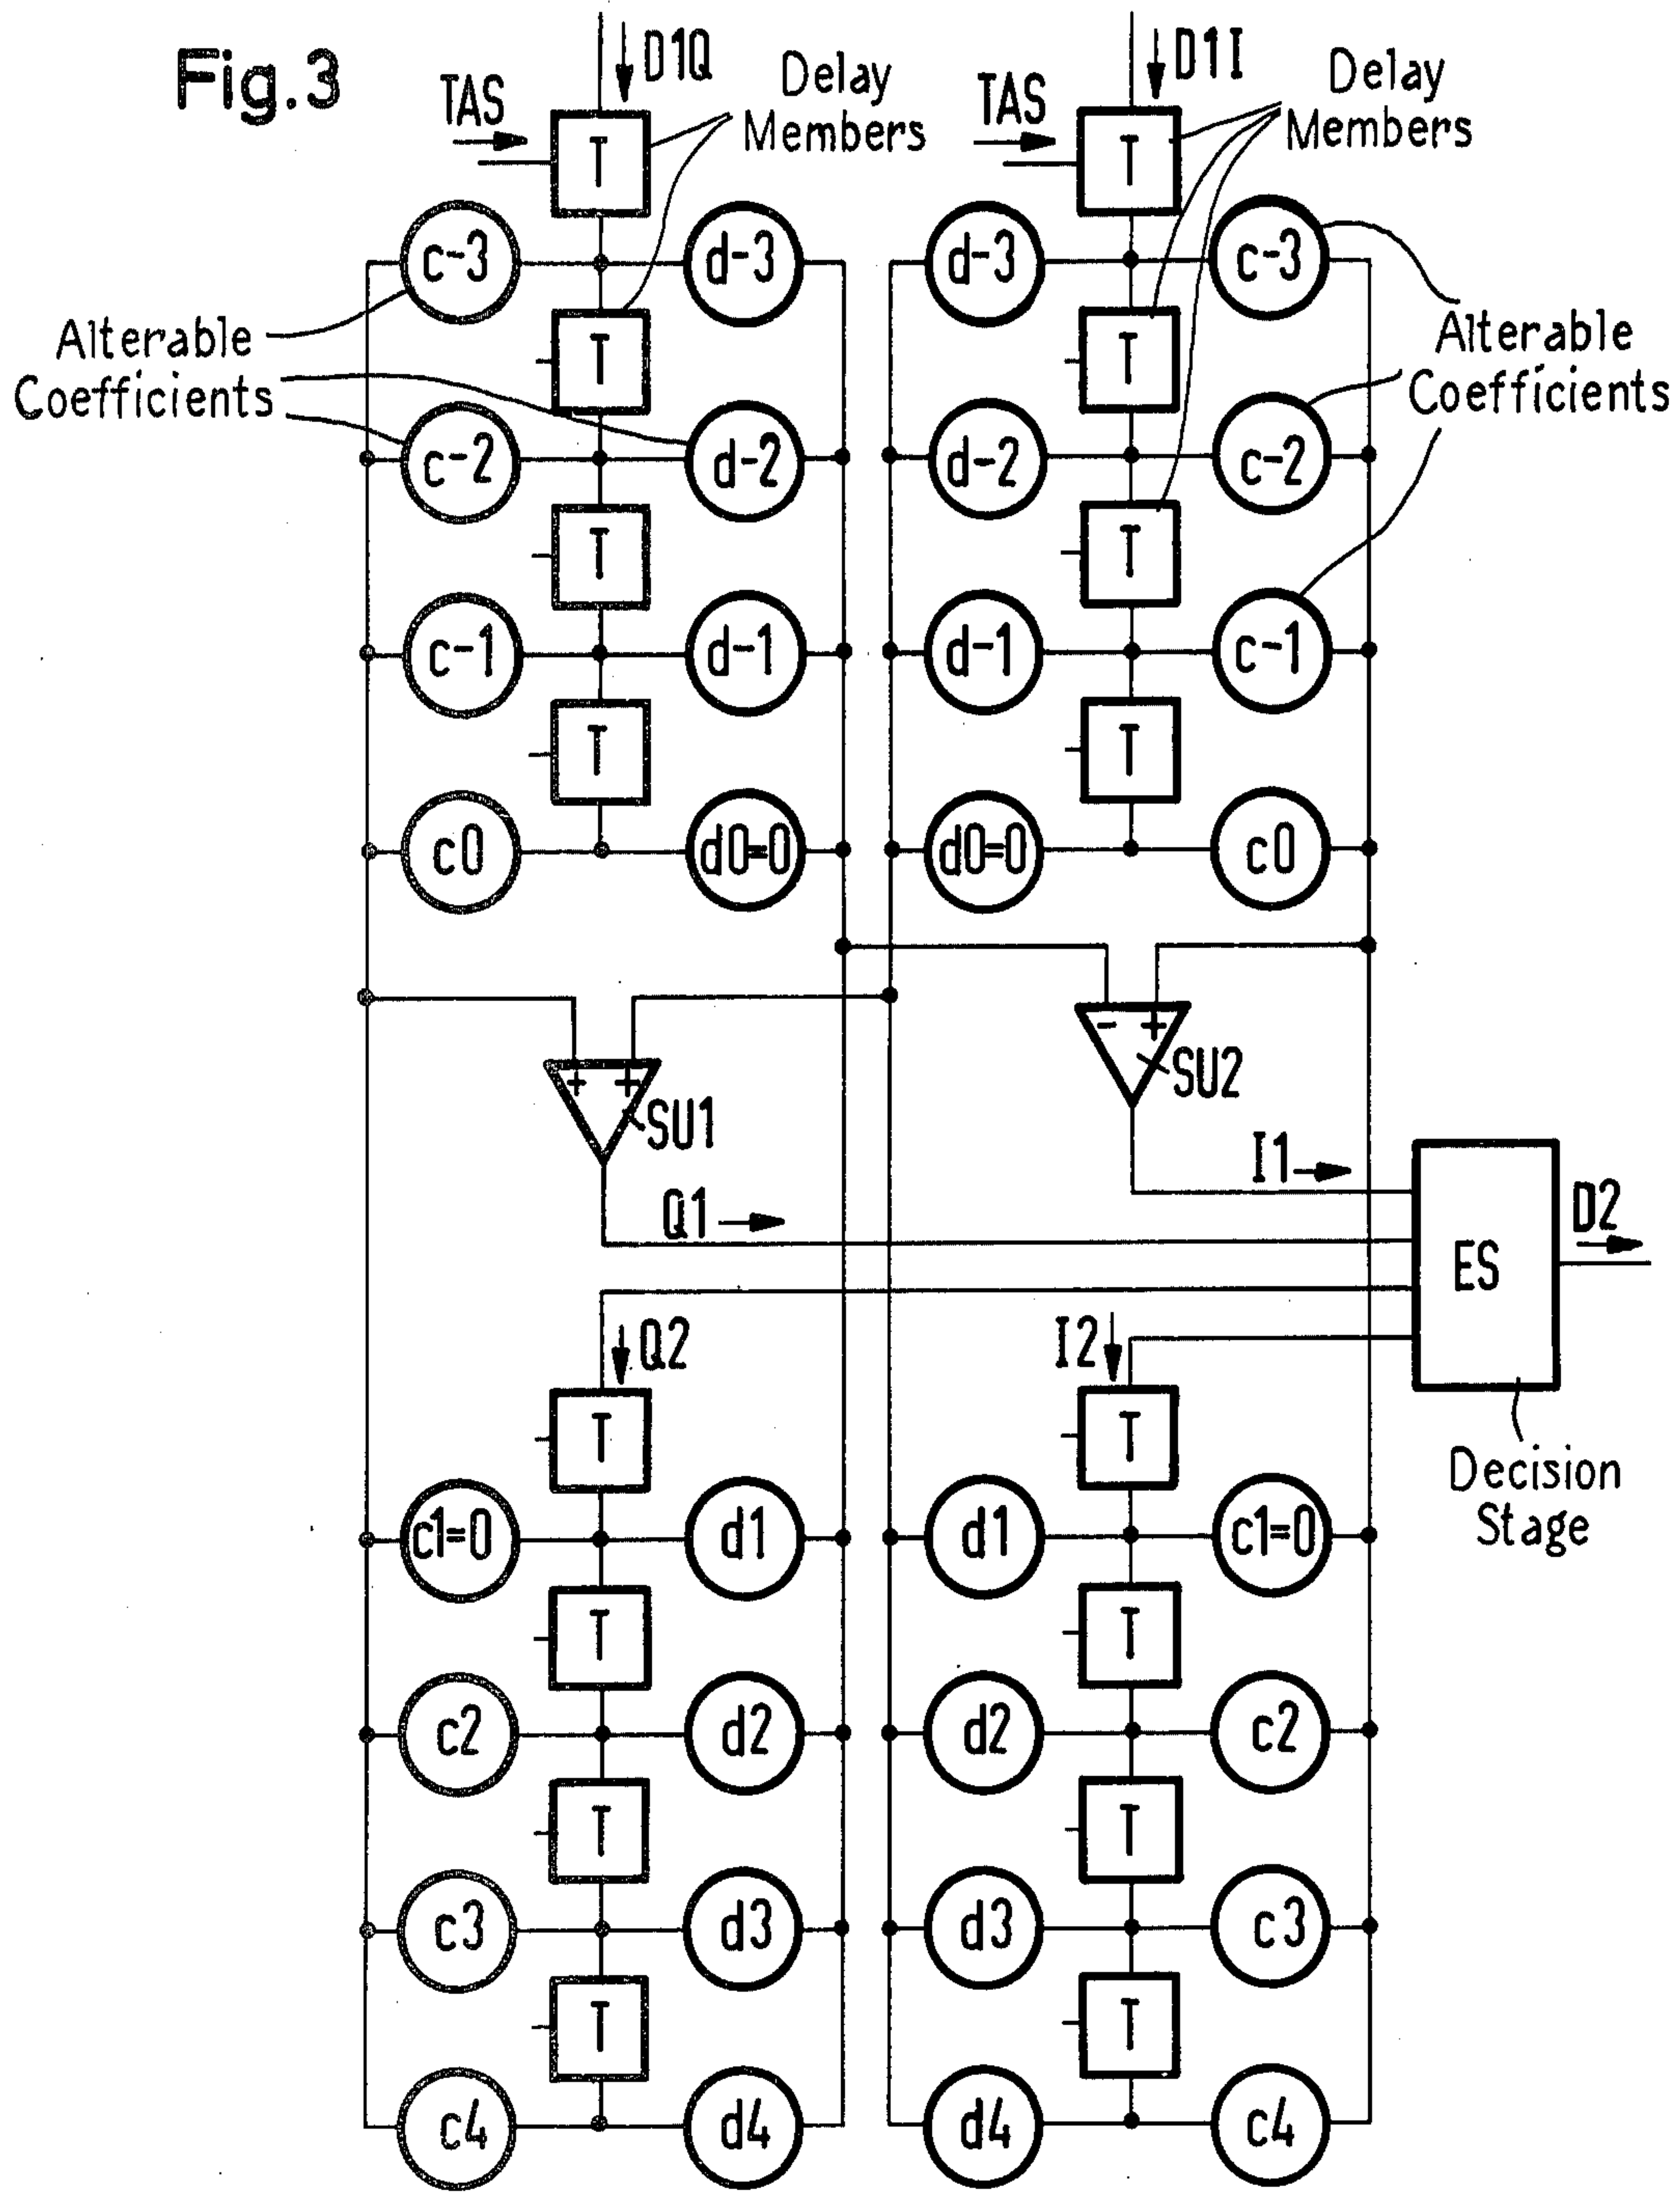 Fig.3
D1Q
D1I
TAS
Delay
Members
TAS
Delay
Members
T
T
c-3
d-3
d-3
c-3
Alterable
Coefficients
T
T
Alterable
Coefficients
c-2
d-2
d-2
c-2
T
T
c-1
d-1
d-1
c-1
T
T
c0
d0=0
d0=0
c0
- +
SU2
+ +
SU1
I1
Q1
D2
ES
Q2
I2
T
T
Decision
Stage
c1=0
d1
d1
c1=0
T
T
c2
d2
d2
c2
T
T
c3
d3
d3
c3
T
T
c4
d4
d4
c4